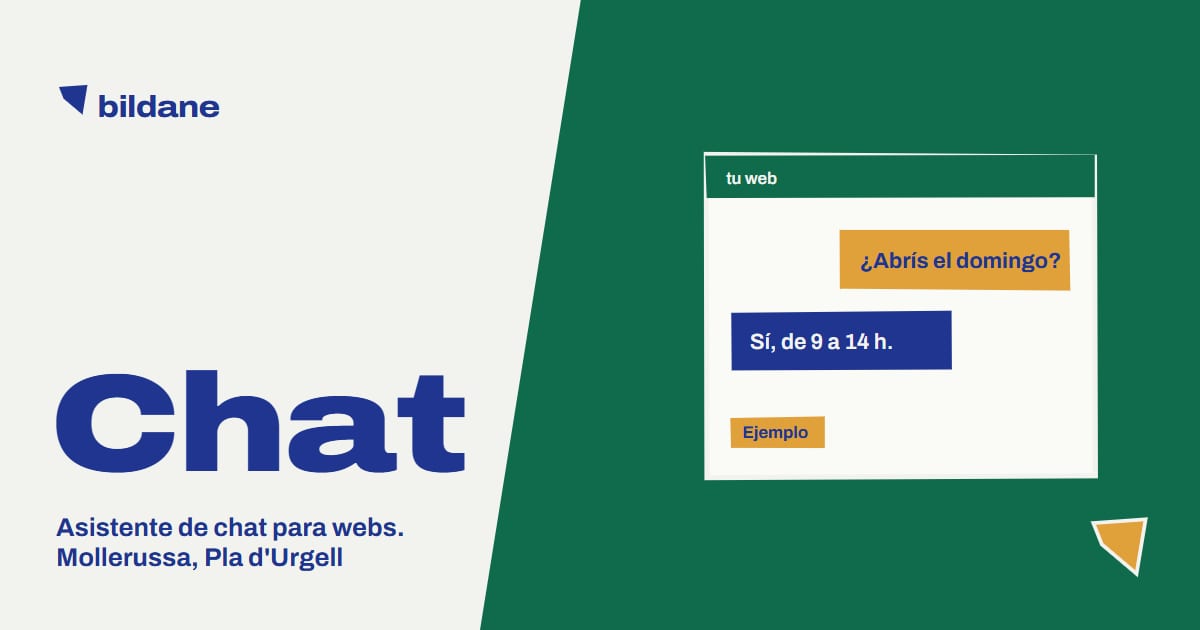 bildane
Chat
Asistente de chat para webs.
Mollerussa, Pla d'Urgell
tu web
¿Abrís el domingo?
Sí, de 9 a 14 h.
Ejemplo